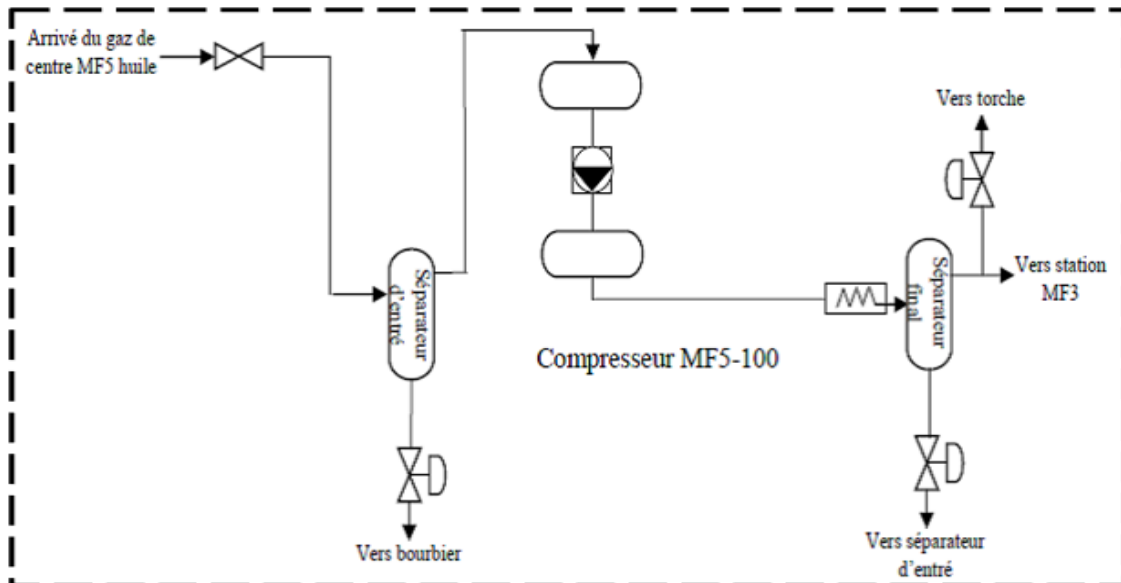 Arrivé du gaz de
centre MF5 huile
Vers torche
Séparateur
d'entré
Séparateur
final
Vers station
MF3
Compresseur MF5-100
Vers bourbier
Vers séparateur
d'entré